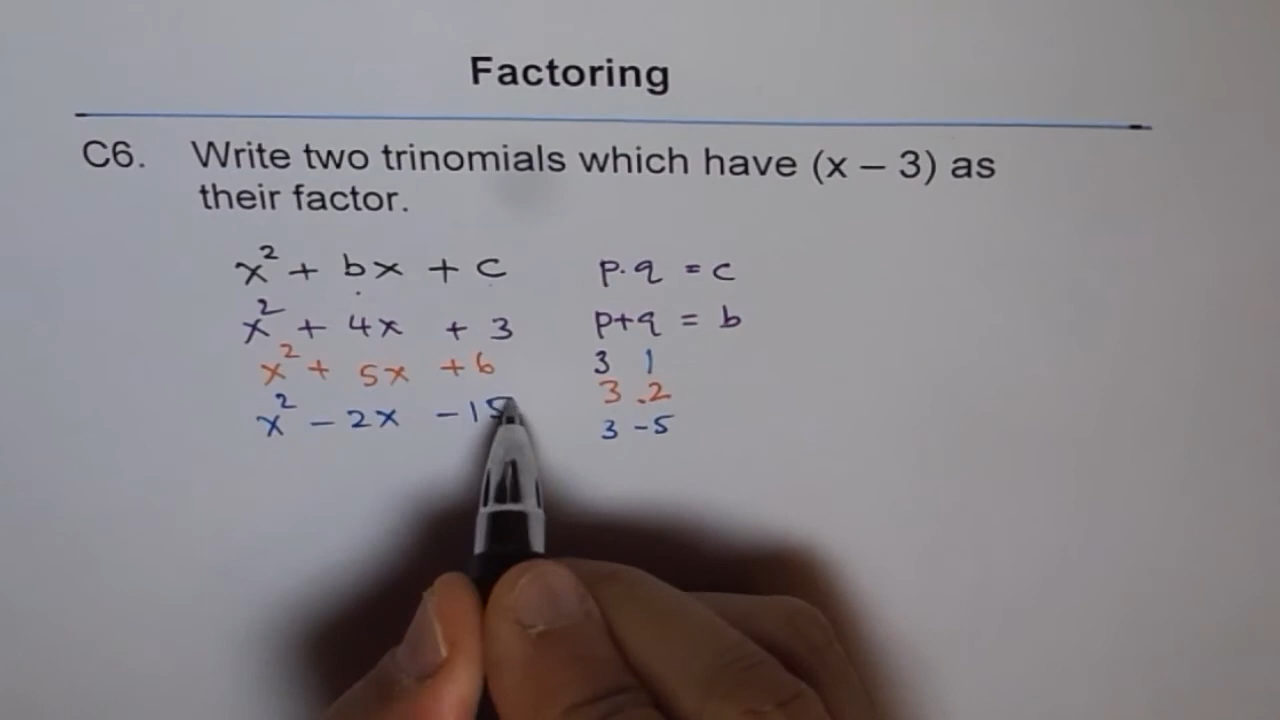 Factoring
C6. Write two trinomials which have (x – 3) as
their factor.
x² + bx + c p.q = c
x² + 4x + 3 p+q = b
x² + 5x + 6 3 1
x² - 2x - 15 3 .2
3 -5